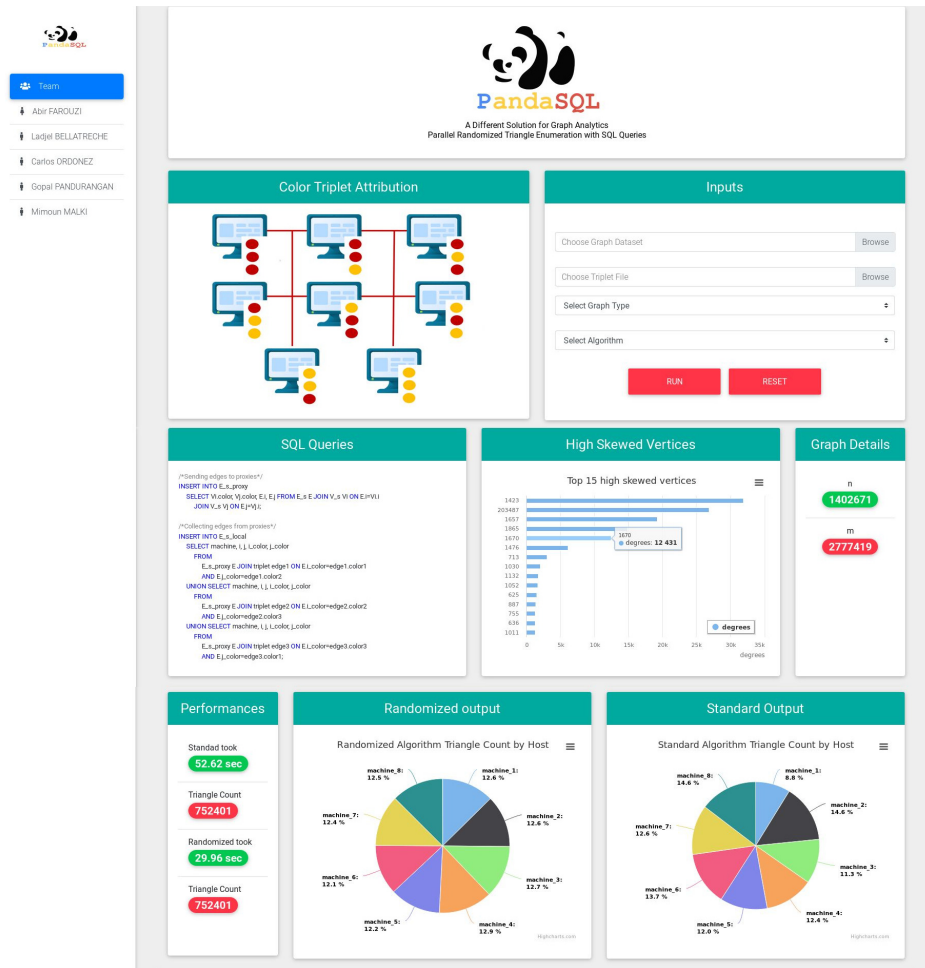 PandaSQL
Team
Abir FAROUZI
Ladjel BELLATRECHE
Carlos ORDONEZ
Gopal PANDURANGAN
Mimoun MALKI
PandaSQL
A Different Solution for Graph Analytics
Parallel Randomized Triangle Enumeration with SQL Queries
Color Triplet Attribution
Inputs
Choose Graph Dataset
Browse
Choose Triplet File
Browse
Select Graph Type
Select Algorithm
RUN
RESET
SQL Queries
/*Sending edges to proxies*/
INSERT INTO E_s_proxy
SELECT Vi.color, Vj.color, E.i, E.j FROM E_s E JOIN V_s Vi ON E.i=Vi.i
JOIN V_s Vj ON E.j=Vj.i;
/*Collecting edges from proxies*/
INSERT INTO E_s_local
SELECT machine, i, j, i_color, j_color
FROM
E_s_proxy E JOIN triplet edge1 ON E.i_color=edge1.color1
AND E.j_color=edge1.color2
UNION SELECT machine, i, j, i_color, j_color
FROM
E_s_proxy E JOIN triplet edge2 ON E.i_color=edge2.color2
AND E.j_color=edge2.color3
UNION SELECT machine, i, j, i_color, j_color
FROM
E_s_proxy E JOIN triplet edge3 ON E.i_color=edge3.color3
AND E.j_color=edge3.color1;
High Skewed Vertices
Top 15 high skewed vertices
1423
203487
1657
1865
1670
1476
713
1030
1132
1052
625
887
755
636
1011
1670
degrees: 12 431
degrees
0 5k 10k 15k 20k 25k 30k 35k
degrees
Graph Details
n
1402671
m
2777419
Performances
Standad took
52.62 sec
Triangle Count
752401
Randomized took
29.96 sec
Triangle Count
752401
Randomized output
Randomized Algorithm Triangle Count by Host
machine_1:
12.6 %
machine_2:
12.6 %
machine_3:
12.7 %
machine_4:
12.9 %
machine_5:
12.2 %
machine_6:
12.1 %
machine_7:
12.4 %
machine_8:
12.5 %
Highcharts.com
Standard Output
Standard Algorithm Triangle Count by Host
machine_1:
8.8 %
machine_2:
14.6 %
machine_3:
11.3 %
machine_4:
12.4 %
machine_5:
12.0 %
machine_6:
13.7 %
machine_7:
12.6 %
machine_8:
14.6 %
Highcharts.com